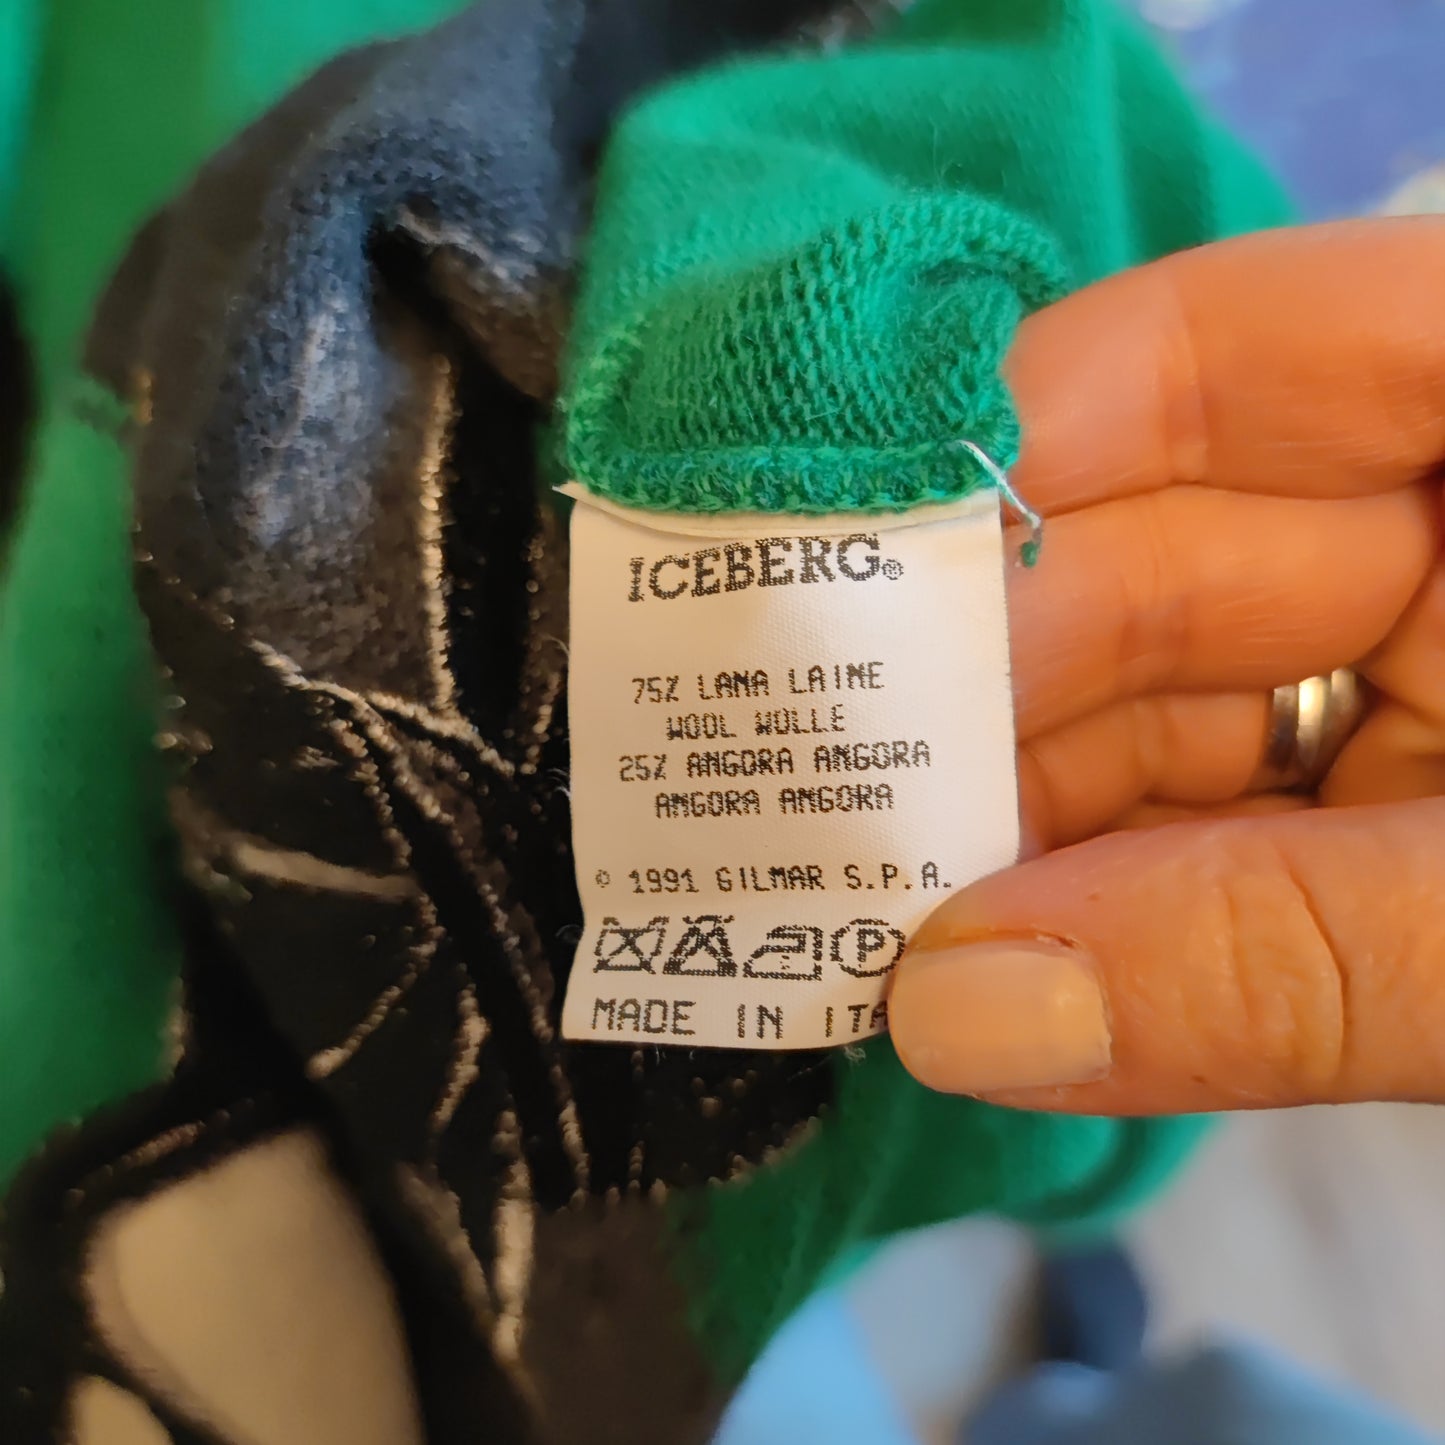 ICEBERG®
75% LANA LAINE
WOOL WOLLE
25% ANGORA ANGORA
ANGORA ANGORA
© 1991 GILMAR S.P.A.
P
MADE IN ITA